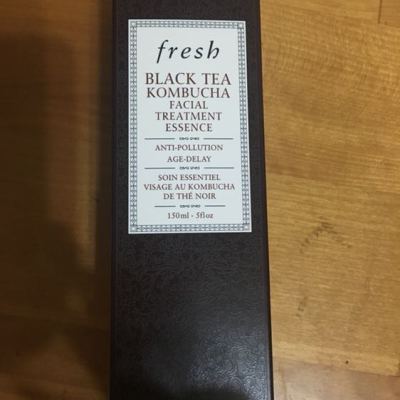 fresh
BLACK TEA
KOMBUCHA
FACIAL
TREATMENT
ESSENCE
ANTI-POLLUTION
AGE-DELAY
SOIN ESSENTIEL
VISAGE AU KOMBUCHA
DE THÉ NOIR
150ml - 5fl oz